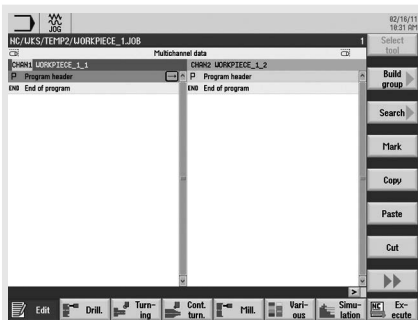 JOG
02/16/11
10:31 AM
NC/WKS/TEMP2/WORKPIECE_1.JOB
1
Select
tool
Multichannel data
CHAN1 WORKPIECE_1_1
CHAN2 WORKPIECE_1_2
P Program header
P Program header
END End of program
END End of program
Build
group
Search
Mark
Copy
Paste
Cut
Edit
Drill.
Turn-
ing
Cont.
turn.
Mill.
Vari-
ous
Simu-
lation
NC
Ex-
ecute